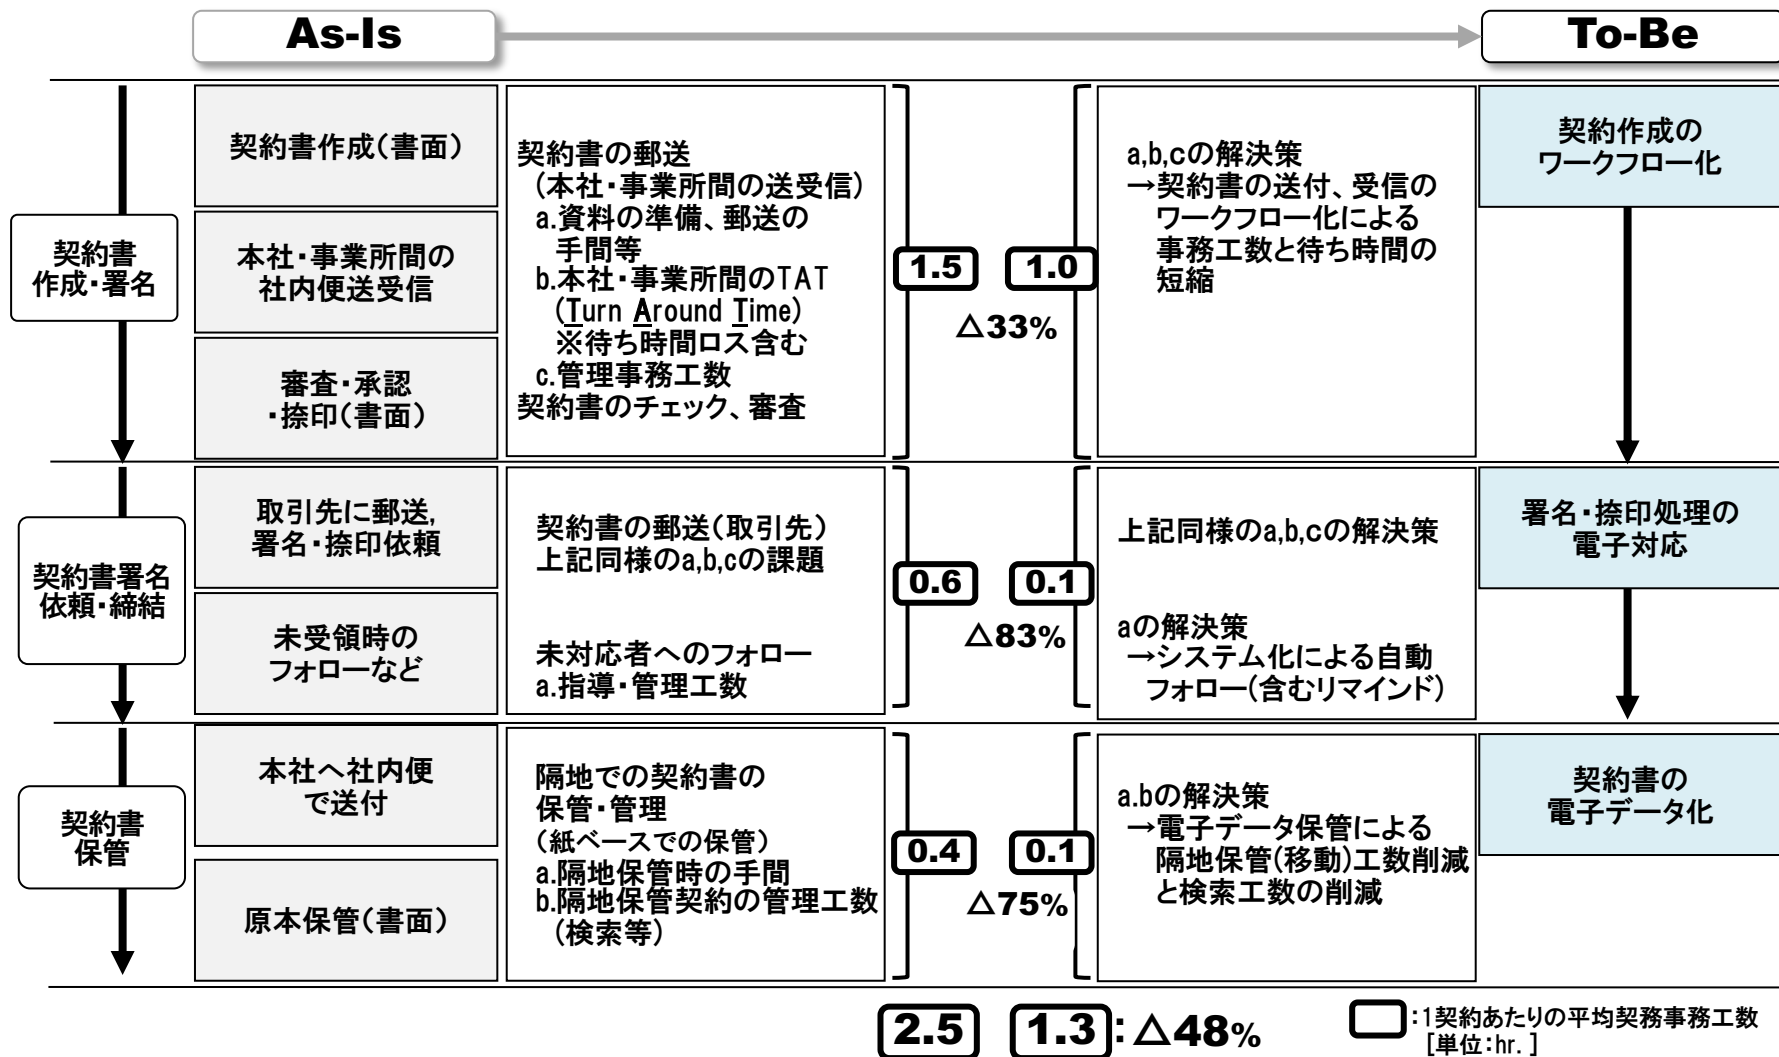 As-Is
To-Be
契約書
作成・署名
契約書作成(書面)
本社・事業所間の
社内便送受信
審査・承認
・捺印(書面)
契約書の郵送
(本社・事業所間の送受信)
a.資料の準備、郵送の
手間等
b.本社・事業所間のTAT
(Turn Around Time)
※待ち時間ロス含む
c.管理事務工数
契約書のチェック、審査
1.5
1.0
△33%
a,b,cの解決策
→契約書の送付、受信の
ワークフロー化による
事務工数と待ち時間の
短縮
契約作成の
ワークフロー化
契約書署名
依頼・締結
取引先に郵送,
署名・捺印依頼
未受領時の
フォローなど
契約書の郵送(取引先)
上記同様のa,b,cの課題
未対応者へのフォロー
a.指導・管理工数
0.6
0.1
△83%
上記同様のa,b,cの解決策
aの解決策
→システム化による自動
フォロー(含むリマインド)
署名・捺印処理の
電子対応
契約書
保管
本社へ社内便
で送付
原本保管(書面)
隔地での契約書の
保管・管理
(紙ベースでの保管)
a.隔地保管時の手間
b.隔地保管契約の管理工数
(検索等)
0.4
0.1
△75%
a.bの解決策
→電子データ保管による
隔地保管(移動)工数削減
と検索工数の削減
契約書の
電子データ化
2.5
1.3
:△48%
:1契約あたりの平均契務事務工数
[単位:hr.]